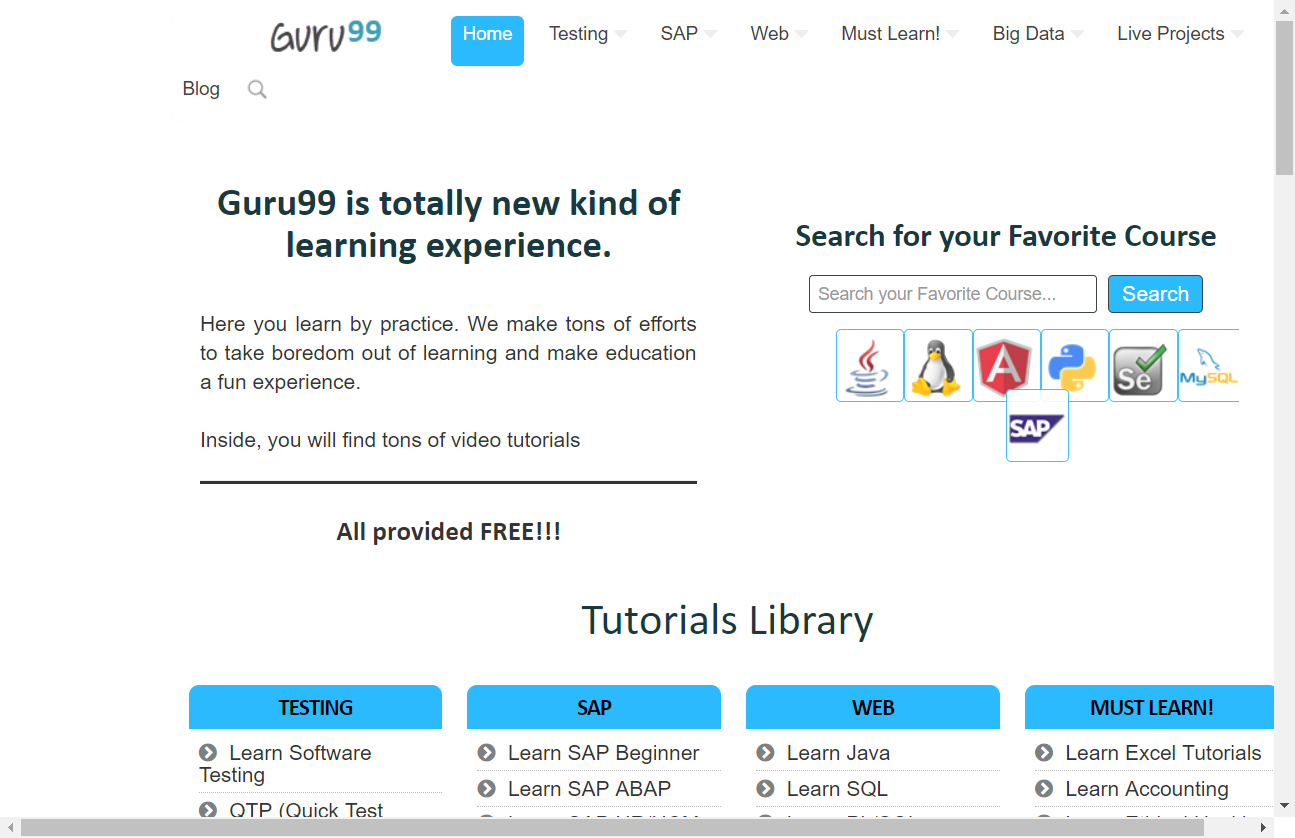 Guru99
Home Testing SAP Web Must Learn! Big Data Live Projects
Blog
Guru99 is totally new kind of
learning experience.
Here you learn by practice. We make tons of efforts
to take boredom out of learning and make education
a fun experience.
Inside, you will find tons of video tutorials
All provided FREE!!!
Search for your Favorite Course
Search your Favorite Course...
Search
Se
MySQL
SAP
Tutorials Library
TESTING
Learn Software
Testing
QTP (Quick Test
SAP
Learn SAP Beginner
Learn SAP ABAP
WEB
Learn Java
Learn SQL
MUST LEARN!
Learn Excel Tutorials
Learn Accounting